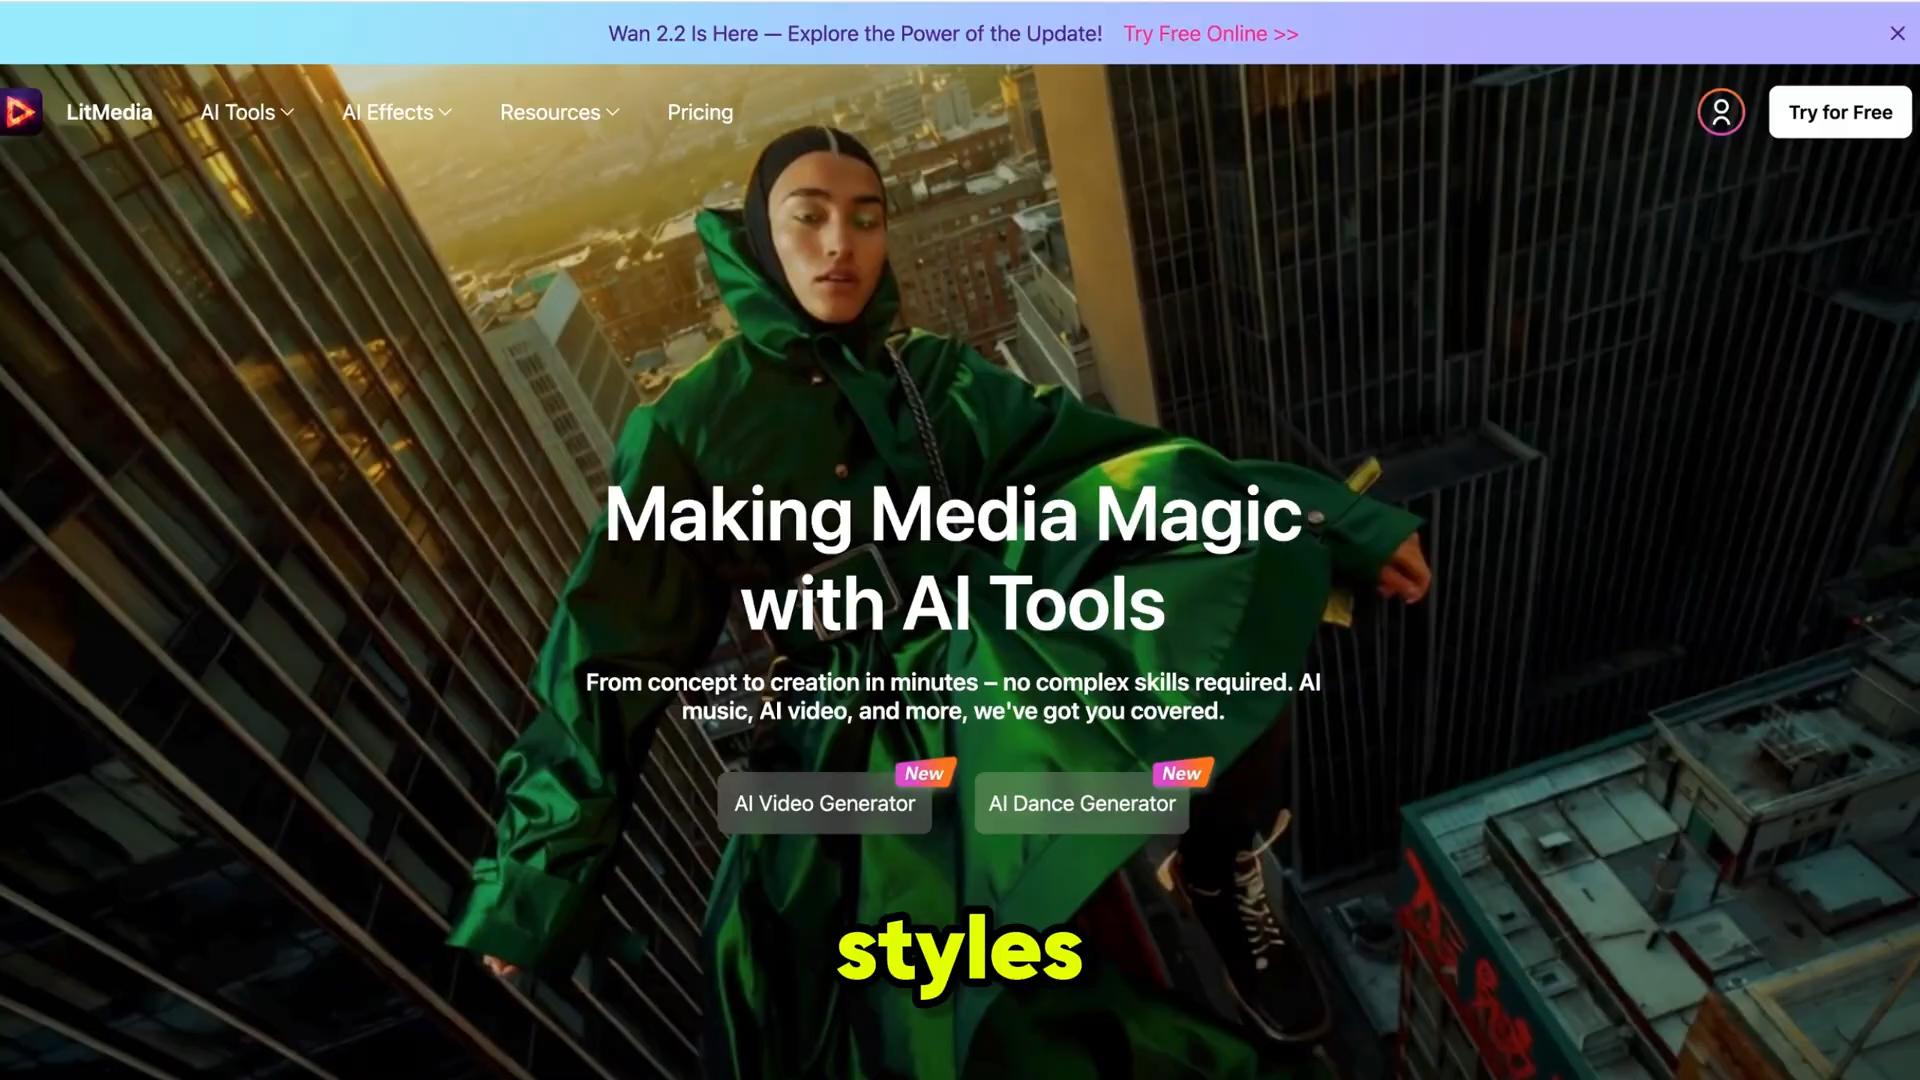 Wan 2.2 Is Here — Explore the Power of the Update! Try Free Online >>
LitMedia AI Tools AI Effects Resources Pricing Try for Free
Making Media Magic
with AI Tools
From concept to creation in minutes – no complex skills required. AI
music, AI video, and more, we've got you covered.
New New
AI Video Generator AI Dance Generator
styles